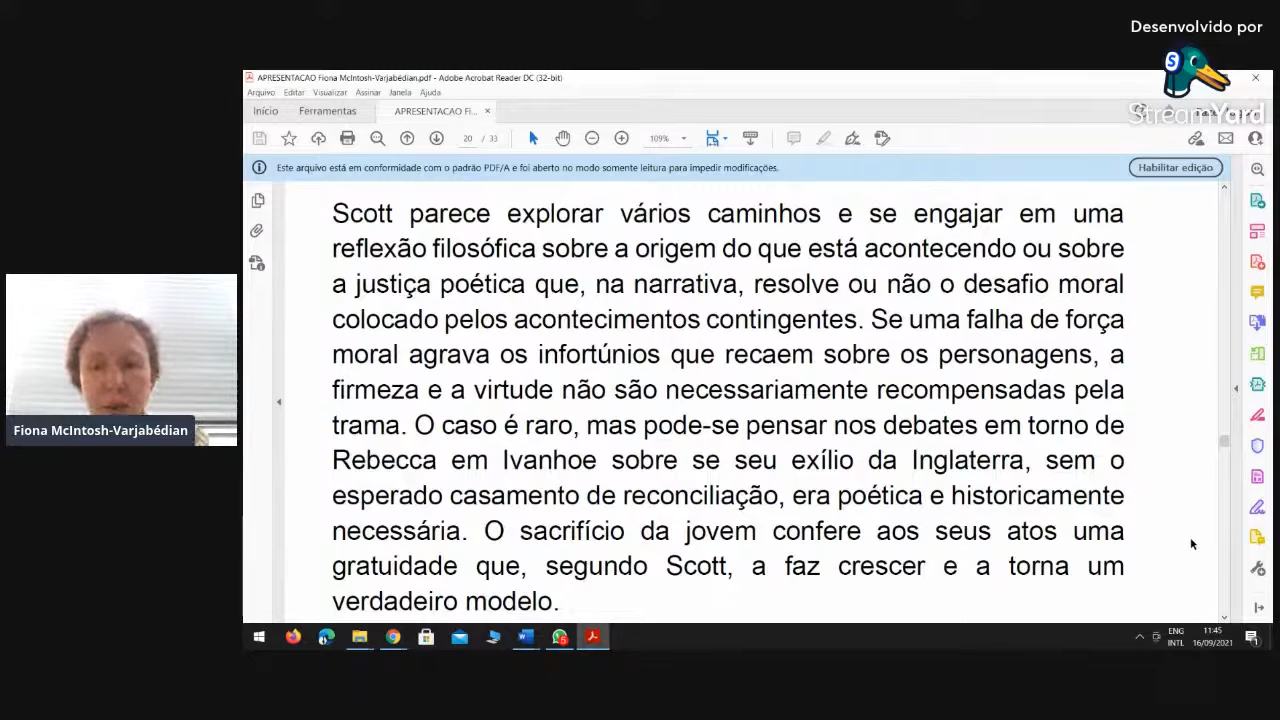 Desenvolvido por
S
StreamYard
APRESENTACAO Fiona McIntosh-Varjabédian.pdf - Adobe Acrobat Reader DC (32-bit)
Arquivo Editar Visualizar Assinar Janela Ajuda
Início Ferramentas APRESENTACAO Fi... ×
20 / 33 109%
Este arquivo está em conformidade com o padrão PDF/A e foi aberto no modo somente leitura para impedir modificações. Habilitar edição
Scott parece explorar vários caminhos e se engajar em uma
reflexão filosófica sobre a origem do que está acontecendo ou sobre
a justiça poética que, na narrativa, resolve ou não o desafio moral
colocado pelos acontecimentos contingentes. Se uma falha de força
moral agrava os infortúnios que recaem sobre os personagens, a
firmeza e a virtude não são necessariamente recompensadas pela
trama. O caso é raro, mas pode-se pensar nos debates em torno de
Rebecca em Ivanhoe sobre se seu exílio da Inglaterra, sem o
esperado casamento de reconciliação, era poética e historicamente
necessária. O sacrifício da jovem confere aos seus atos uma
gratuidade que, segundo Scott, a faz crescer e a torna um
verdadeiro modelo.
Fiona McIntosh-Varjabédian
ENG 11:45
INTL 16/09/2021